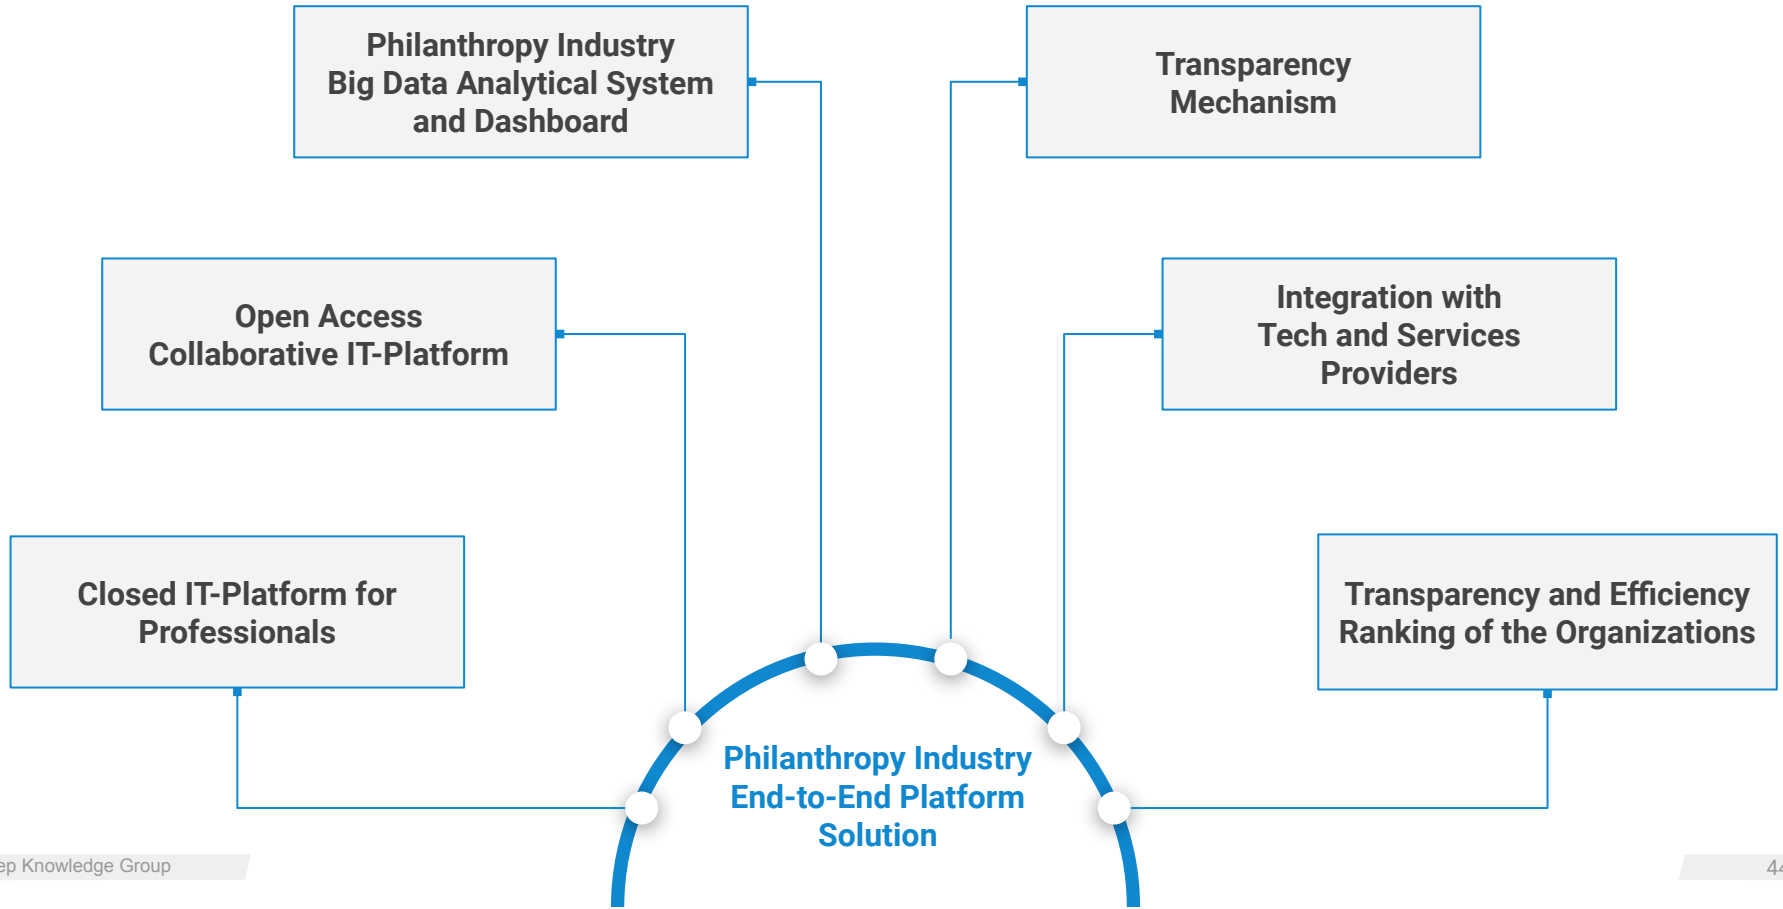 Philanthropy Industry
Big Data Analytical System
and Dashboard
Transparency
Mechanism
Open Access
Collaborative IT-Platform
Integration with
Tech and Services
Providers
Closed IT-Platform for
Professionals
Transparency and Efficiency
Ranking of the Organizations
Philanthropy Industry
End-to-End Platform
Solution
ep Knowledge Group
44